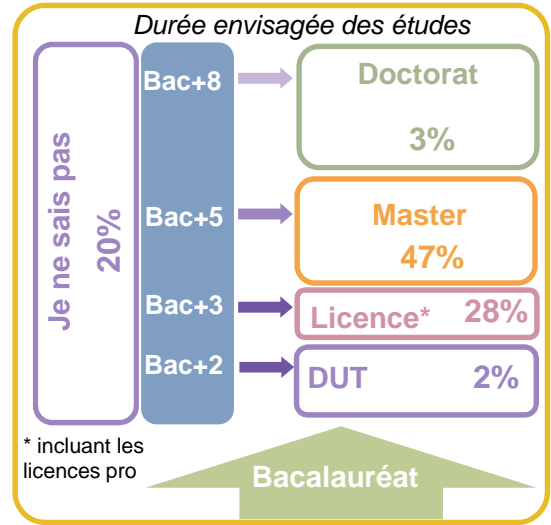 Durée envisagée des études
Je ne sais pas
20%
Bac+8
Doctorat
3%
Bac+5
Master
47%
Bac+3
Licence* 28%
Bac+2
DUT 2%
* incluant les
licences pro
Bacalauréat